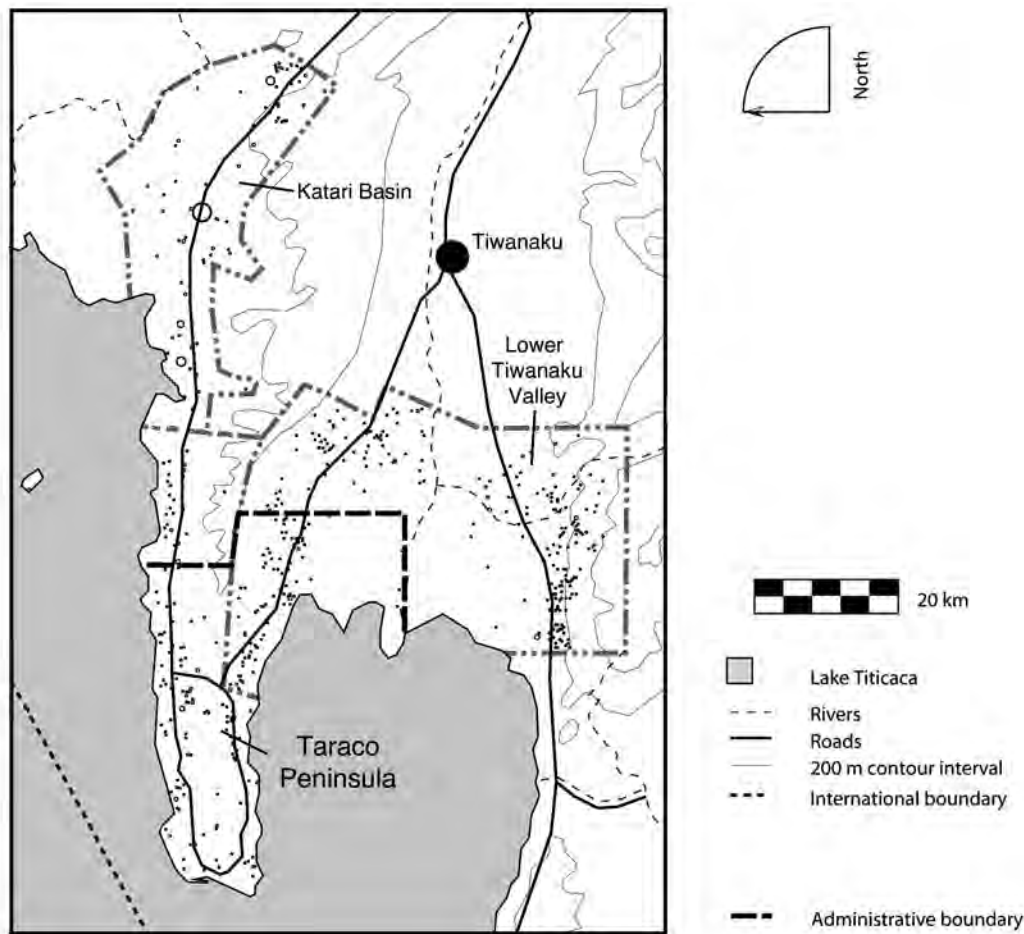 Katari Basin
Tiwanaku
Lower
Tiwanaku
Valley
Taraco
Peninsula
North
20 km
Lake Titicaca
Rivers
Roads
200 m contour interval
International boundary
Administrative boundary